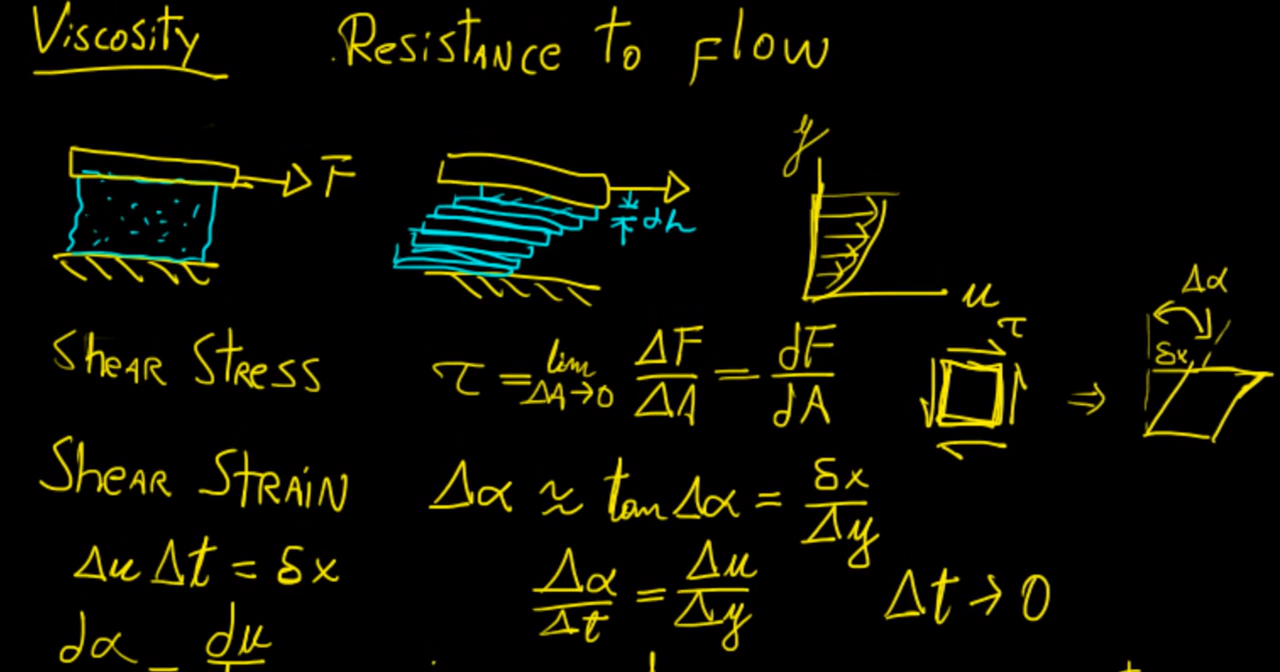 Viscosity Resistance to Flow
F
dh
y
u
Δα
τ
δx
Shear Stress τ = lim ΔA→0 ΔF/ΔA = dF/dA ⇒
Shear Strain Δα ≈ tan Δα = δx/Δy
Δu Δt = δx Δα/Δt = Δu/Δy Δt → 0
dα = du